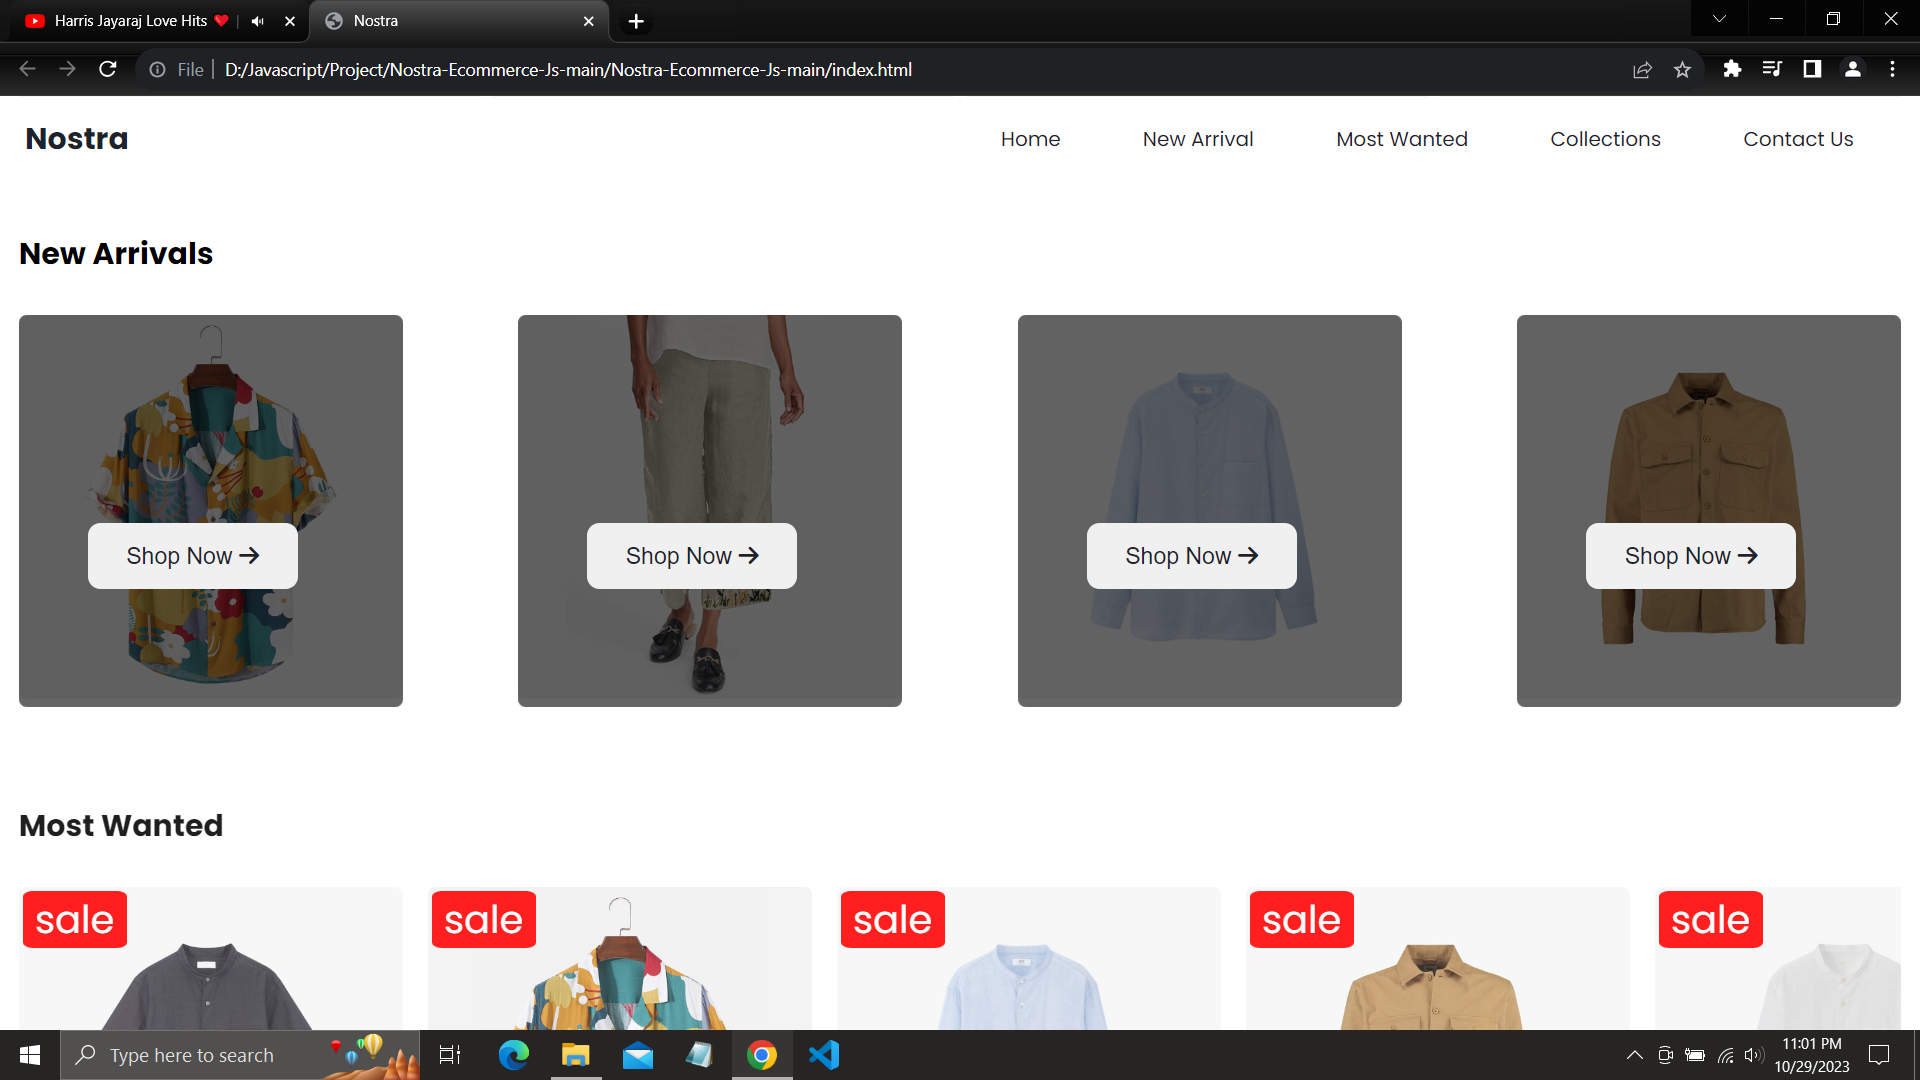 Harris Jayaraj Love Hits ❤️
Nostra
File
D:/Javascript/Project/Nostra-Ecommerce-Js-main/Nostra-Ecommerce-Js-main/index.html
Nostra
Home
New Arrival
Most Wanted
Collections
Contact Us
New Arrivals
Shop Now →
Shop Now →
Shop Now →
Shop Now →
Most Wanted
sale
sale
sale
sale
sale
Type here to search
11:01 PM
10/29/2023